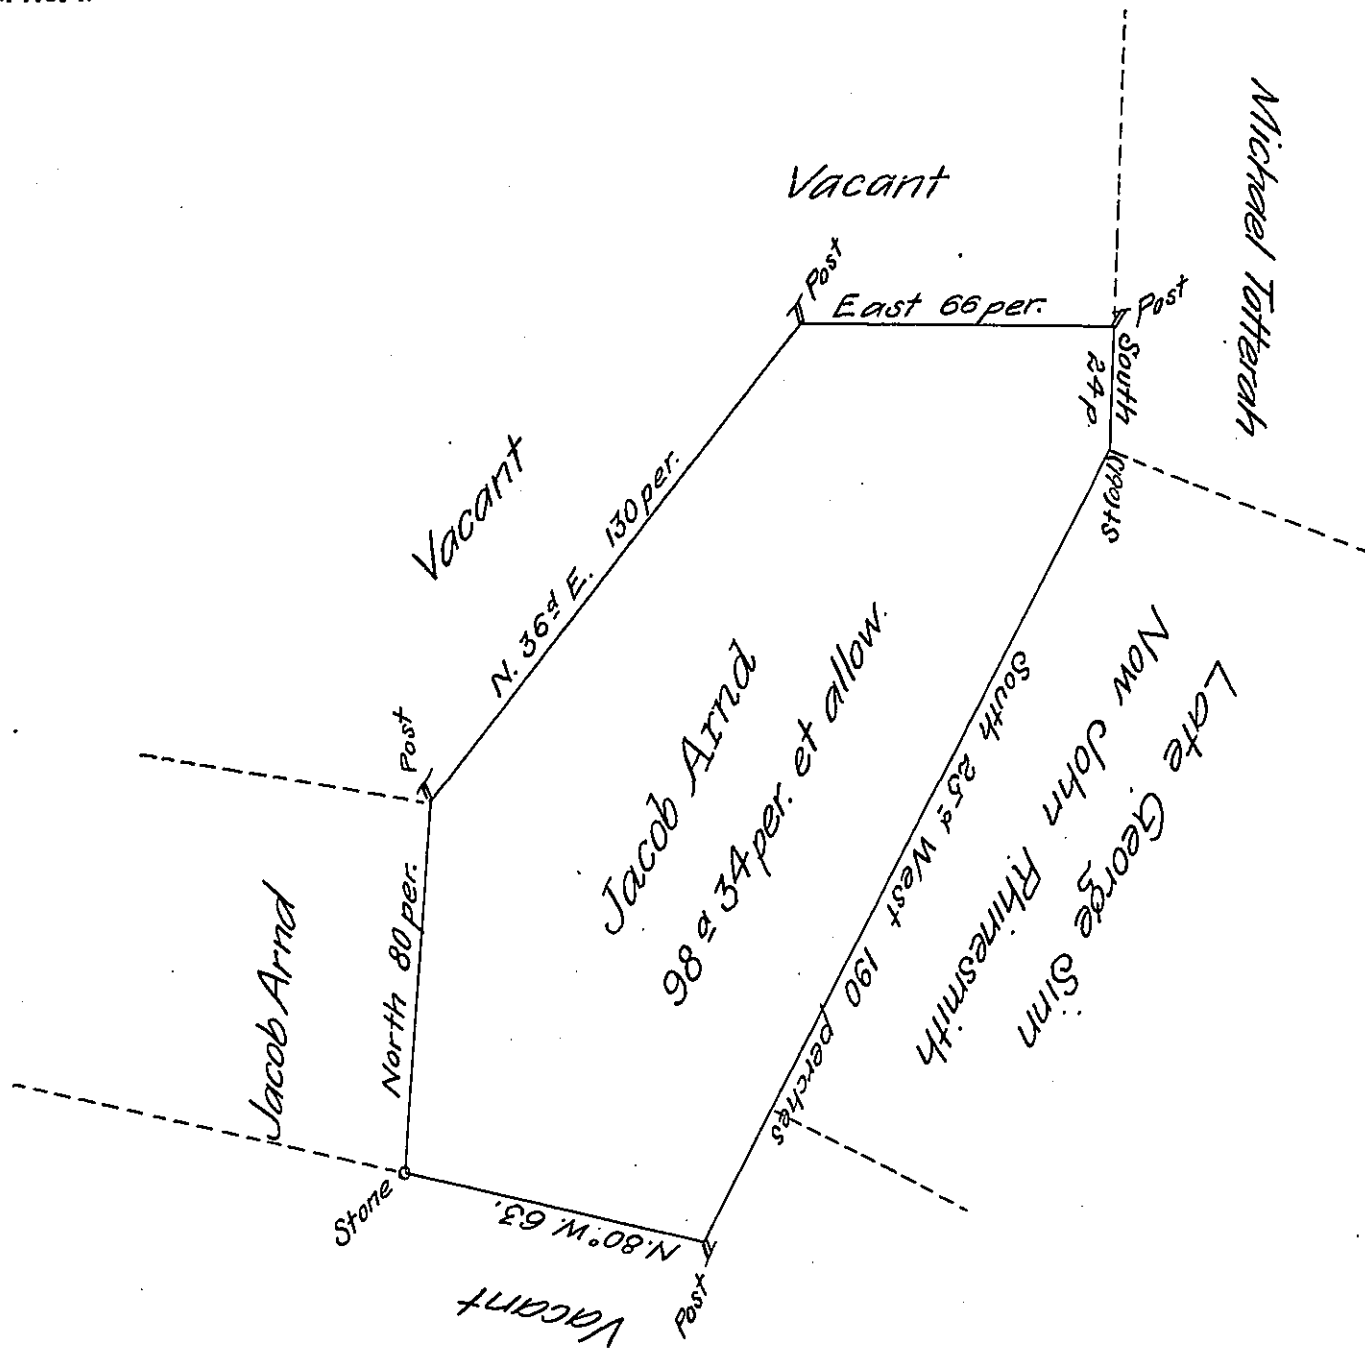 Vacant
Michael Totterah
Post
East 66 per.
Post
South
24 p.
Vacant
N. 36d E. 130 per.
Post
Jacob Arnd
98 a 34 per. et allow.
South 25d West 190 perches
Late George Sinn
Now John Rhinesmith
Jacob Arnd
North 80 per.
Stone
N. 80° W. 63.
Post
Vacant